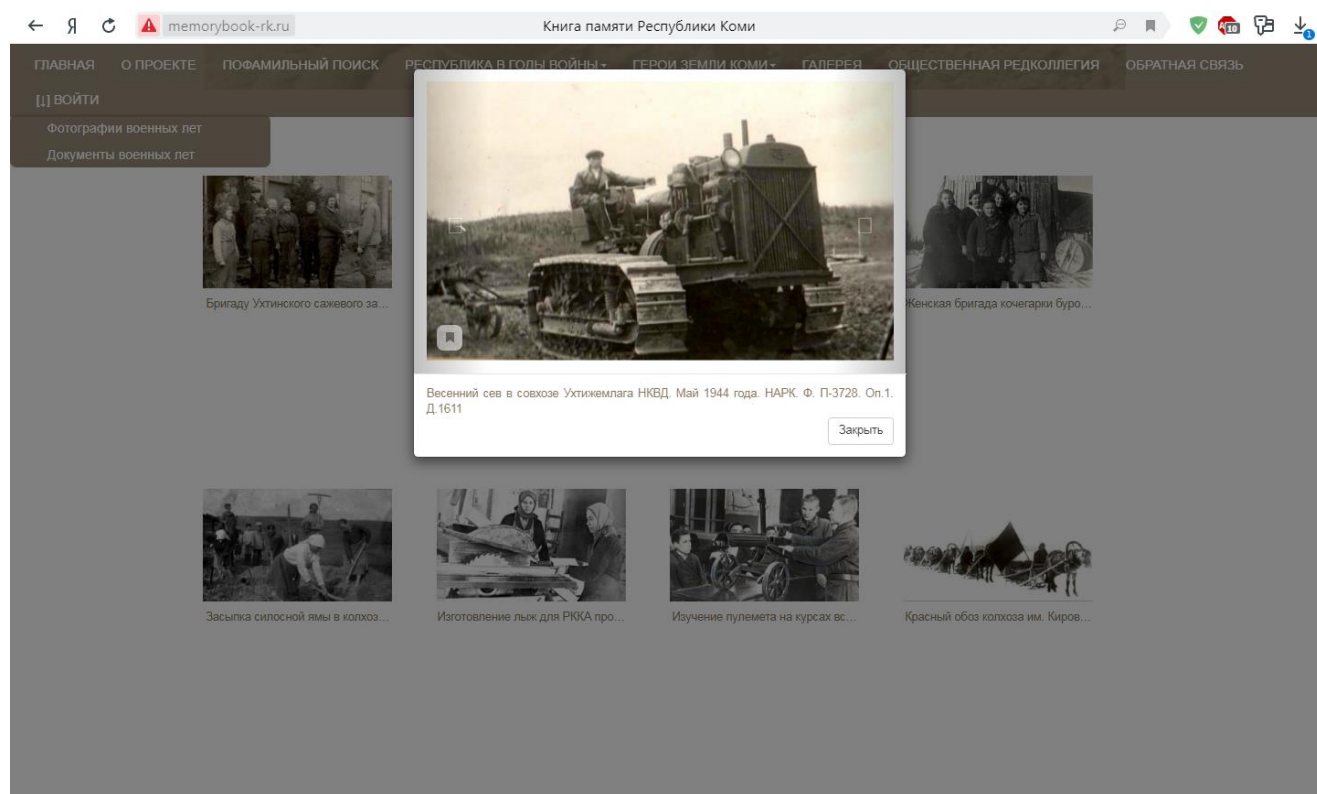 Я
memorybook-rk.ru
Книга памяти Республики Коми
10
1
ГЛАВНАЯ О ПРОЕКТЕ ПОФАМИЛЬНЫЙ ПОИСК РЕСПУБЛИКА В ГОДЫ ВОЙНЫ ГЕРОИ ЗЕМЛИ КОМИ ГАЛЕРЕЯ ОБЩЕСТВЕННАЯ РЕДКОЛЛЕГИЯ ОБРАТНАЯ СВЯЗЬ
[↓] ВОЙТИ
Фотографии военных лет
Документы военных лет
Бригаду Ухтинского сажевого за...
Женская бригада кочегарки буро...
Весенний сев в совхозе Ухтижемлага НКВД. Май 1944 года. НАРК. Ф. П-3728. Оп.1.
Д.1611
Закрыть
Засыпка силосной ямы в колхоз...
Изготовление лыж для РККА про...
Изучение пулемета на курсах вс...
Красный обоз колхоза им. Киров...